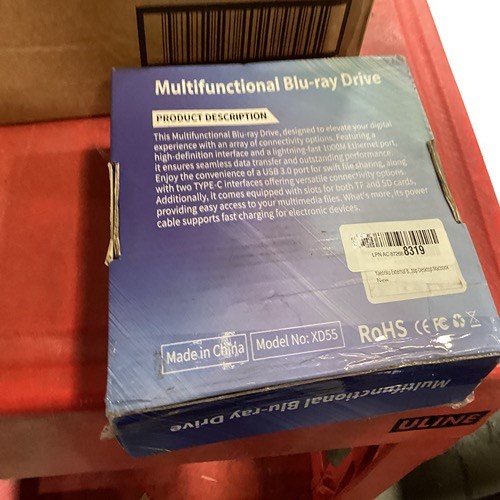 Multifunctional Blu-ray Drive
PRODUCT DESCRIPTION
This Multifunctional Blu-ray Drive, designed to elevate your digital
experience with an array of connectivity options. Featuring a
high-definition interface and a lightning-fast 1100M Ethernet port,
it ensures seamless data transfer and outstanding performance.
Enjoy the convenience of a USB 3.0 port for swift file sharing, along
with two TYPE-C interfaces offering versatile connectivity options.
Additionally, it comes equipped with slots for both TF and SD cards,
providing easy access to your multimedia files. What's more, its power
cable supports fast charging for electronic devices.
8319
Made in China
Model No: XD55
RoHS CE FC
Multifunctional Blu-ray Drive
ULINE